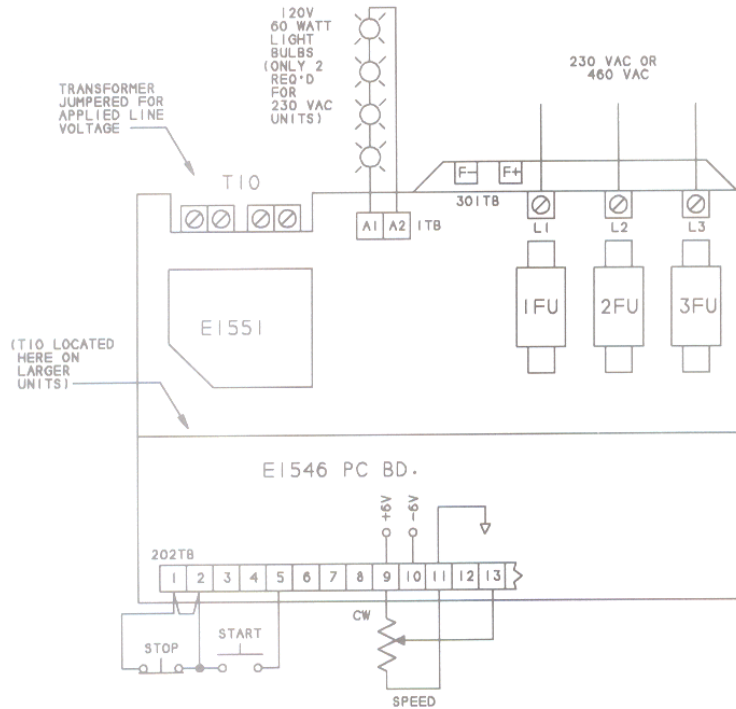 120V
60 WATT
LIGHT
BULBS
(ONLY 2
REQ'D
FOR
230 VAC
UNITS)
230 VAC OR
460 VAC
TRANSFORMER
JUMPERED FOR
APPLIED LINE
VOLTAGE
T10
F- F+
301TB
A1 A2 1TB
L1 L2 L3
E1551
1FU 2FU 3FU
(T10 LOCATED
HERE ON
LARGER
UNITS)
E1546 PC BD.
+6V -6V
202TB
1 2 3 4 5 6 7 8 9 10 11 12 13
CW
STOP START
SPEED